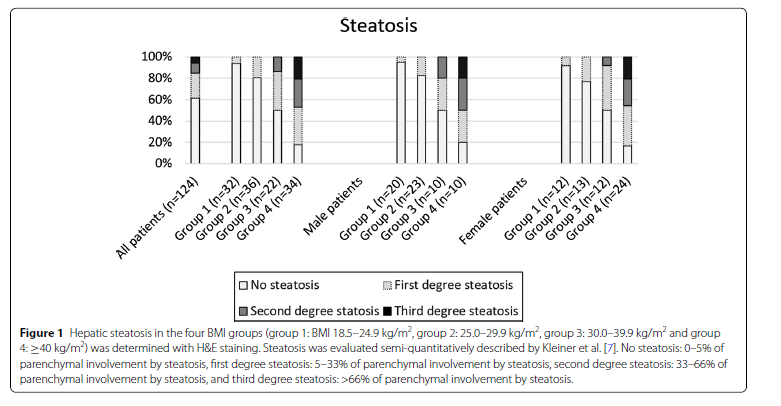 Steatosis
100%
80%
60%
40%
20%
0%
All patients (n=124)
Group 1 (n=32)
Group 2 (n=36)
Group 3 (n=22)
Group 4 (n=34)
Male patients
Group 1 (n=20)
Group 2 (n=23)
Group 3 (n=10)
Group 4 (n=10)
Female patients
Group 1 (n=12)
Group 2 (n=13)
Group 3 (n=12)
Group 4 (n=24)
No steatosis First degree steatosis
Second degree statosis Third degree steatosis
Figure 1 Hepatic steatosis in the four BMI groups (group 1: BMI 18.5–24.9 kg/m², group 2: 25.0–29.9 kg/m², group 3: 30.0–39.9 kg/m² and group
4: ≥40 kg/m²) was determined with H&E staining. Steatosis was evaluated semi-quantitatively described by Kleiner et al. [7]. No steatosis: 0–5% of
parenchymal involvement by steatosis, first degree steatosis: 5–33% of parenchymal involvement by steatosis, second degree steatosis: 33–66% of
parenchymal involvement by steatosis, and third degree steatosis: >66% of parenchymal involvement by steatosis.